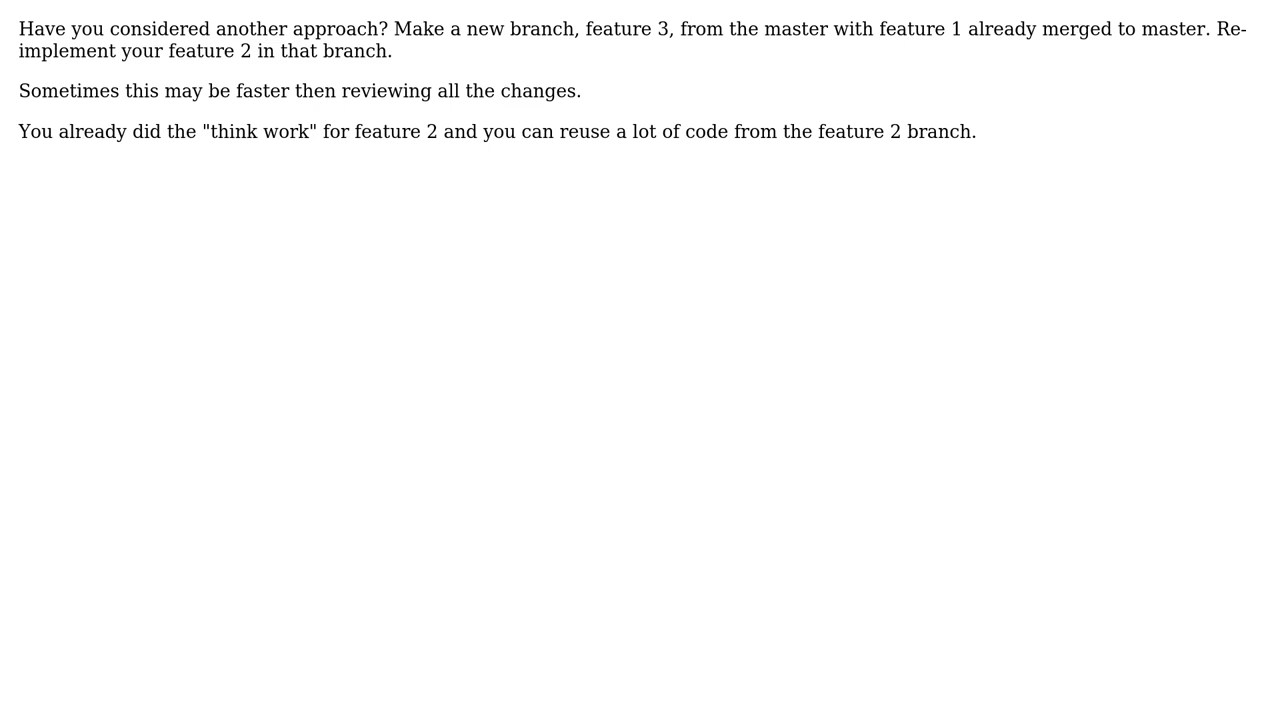 Have you considered another approach? Make a new branch, feature 3, from the master with feature 1 already merged to master. Re-
implement your feature 2 in that branch.
Sometimes this may be faster then reviewing all the changes.
You already did the "think work" for feature 2 and you can reuse a lot of code from the feature 2 branch.